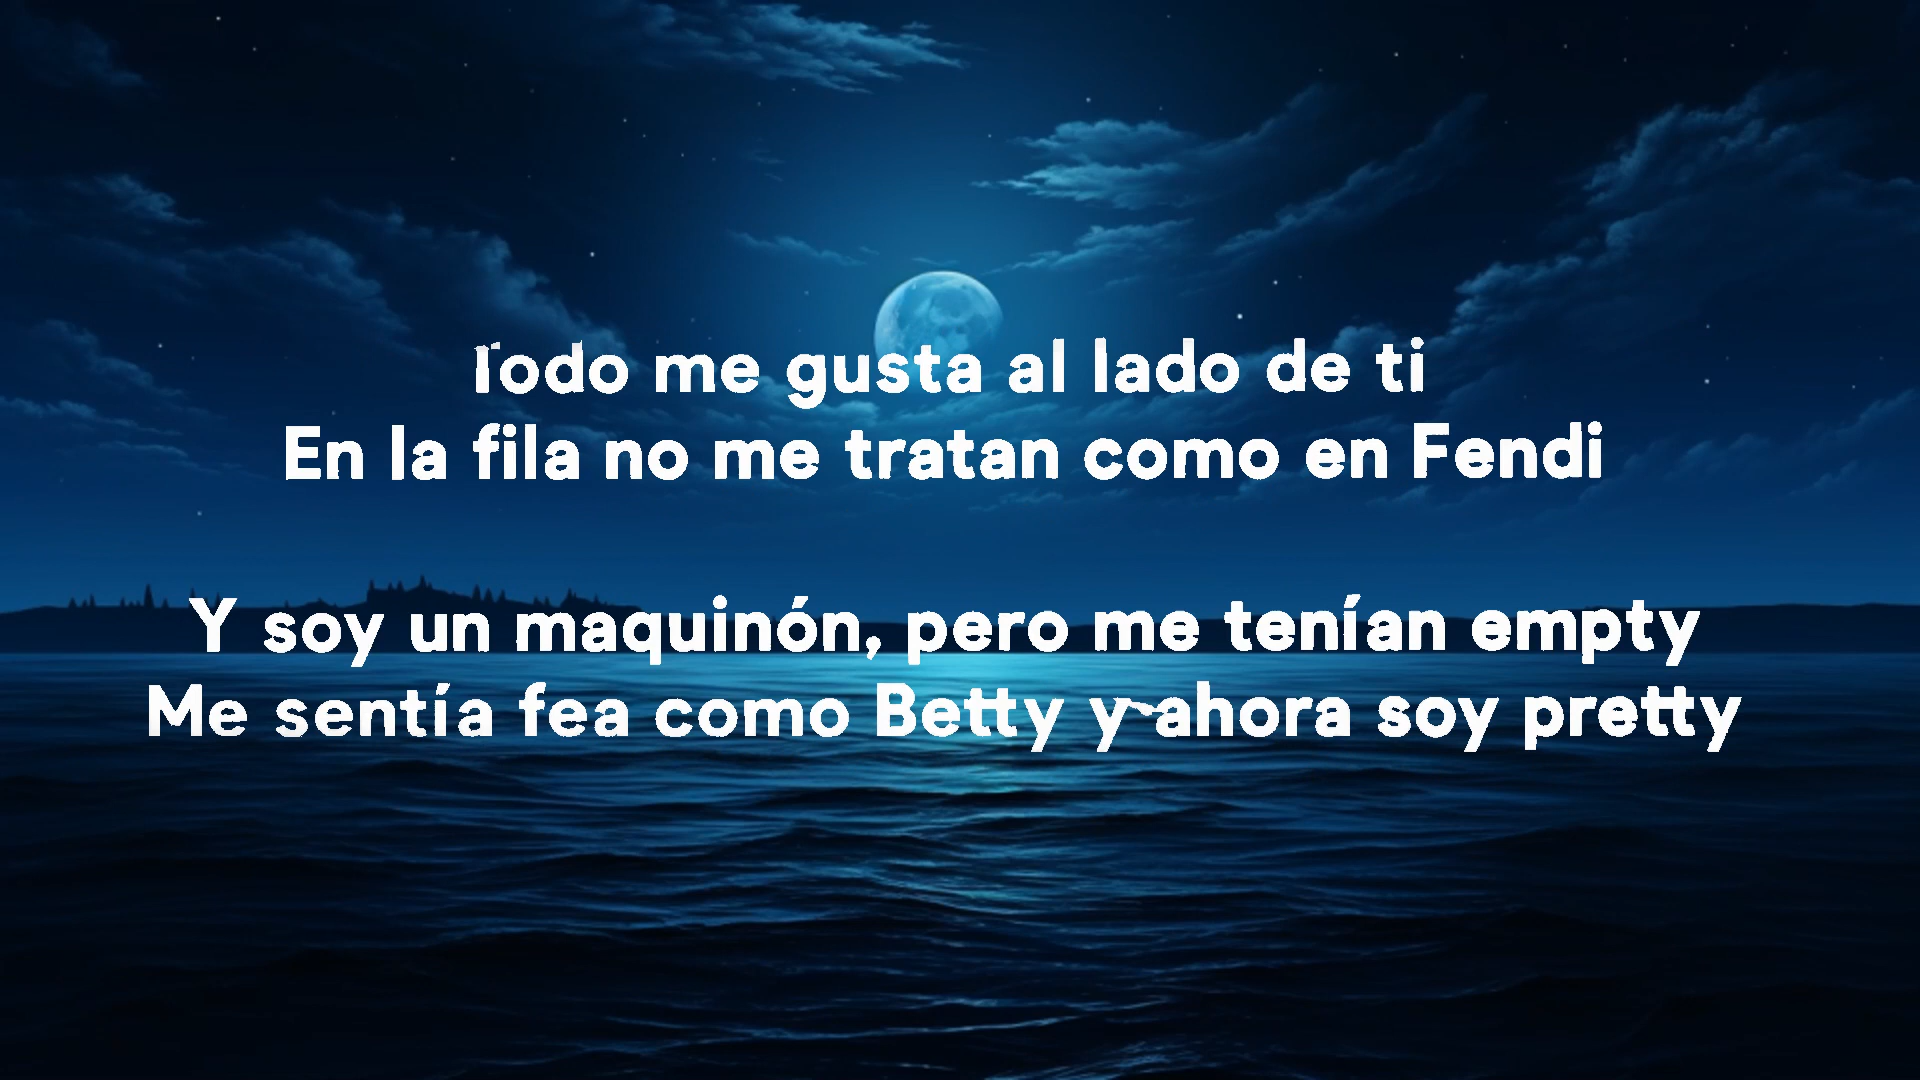 Todo me gusta al lado de ti
En la fila no me tratan como en Fendi
Y soy un maquinón, pero me tenían empty
Me sentía fea como Betty y ahora soy pretty